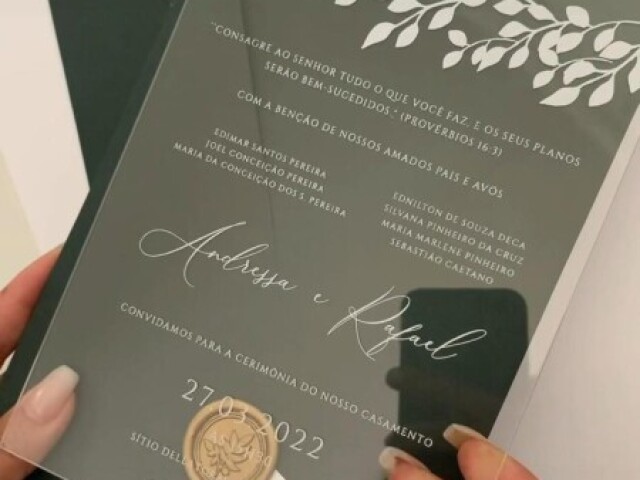 "CONSAGRE AO SENHOR TUDO O QUE VOCÊ FAZ, E OS SEUS PLANOS
SERÃO BEM-SUCEDIDOS." (PROVÉRBIOS 16:3)
COM A BENÇÃO DE NOSSOS AMADOS PAÍS E AVÓS
EDIMAR SANTOS PEREIRA
JOEL CONCEIÇÃO PEREIRA
MARIA DA CONCEIÇÃO DOS S. PEREIRA
EDNILTON DE SOUZA DECA
SILVANA PINHEIRO DA CRUZ
MARIA MARLENE PINHEIRO
SEBASTIÃO CAETANO
Andressa e Rafael
CONVIDAMOS PARA A CERIMÔNIA DO NOSSO CASAMENTO
27.03.2022
SÍTIO